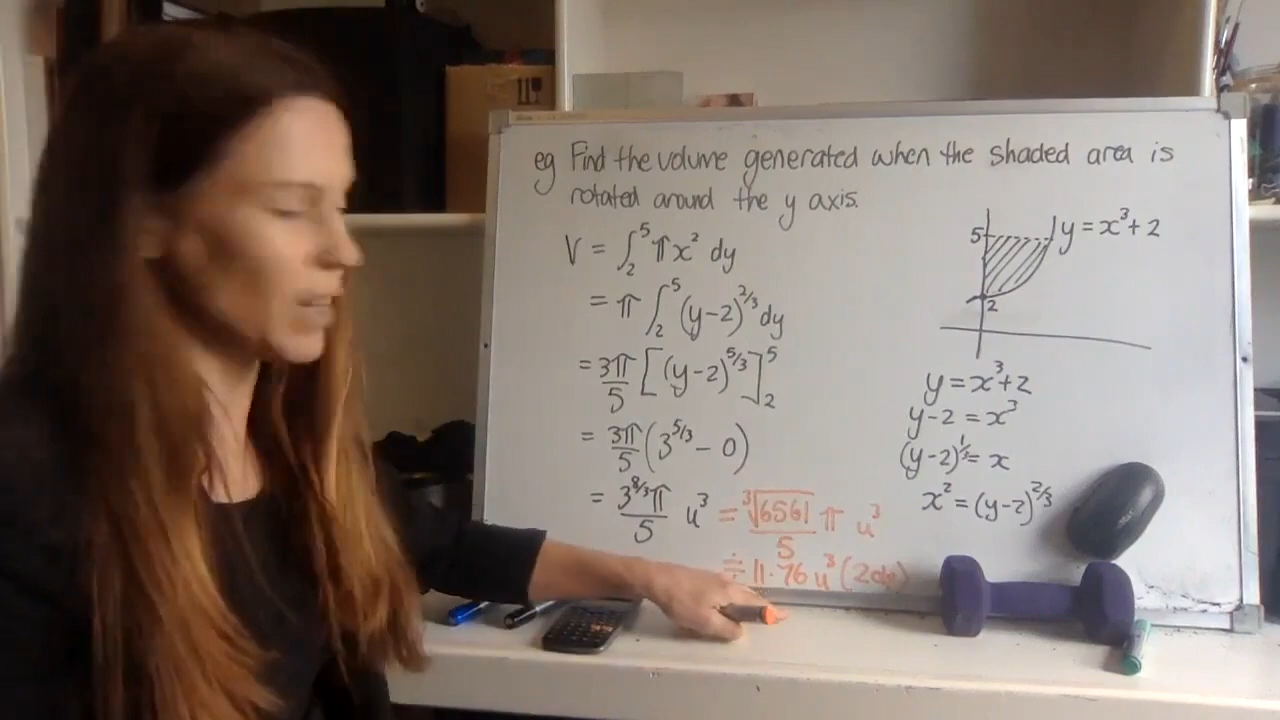 eg Find the volume generated when the shaded area is
rotated around the y axis.
V = ∫₂⁵ πx² dy
= π ∫₂⁵ (y-2)^2/3 dy
= 3π/5 [(y-2)^5/3]₂⁵
= 3π/5 (3^5/3 - 0)
= 3^8/3 π/5 u³ = ∛6561/5 π u³
≑ 11.76 u³ (2dp)
5
y = x³+2
2
y = x³+2
y-2 = x³
(y-2)^1/3 = x
x² = (y-2)^2/3